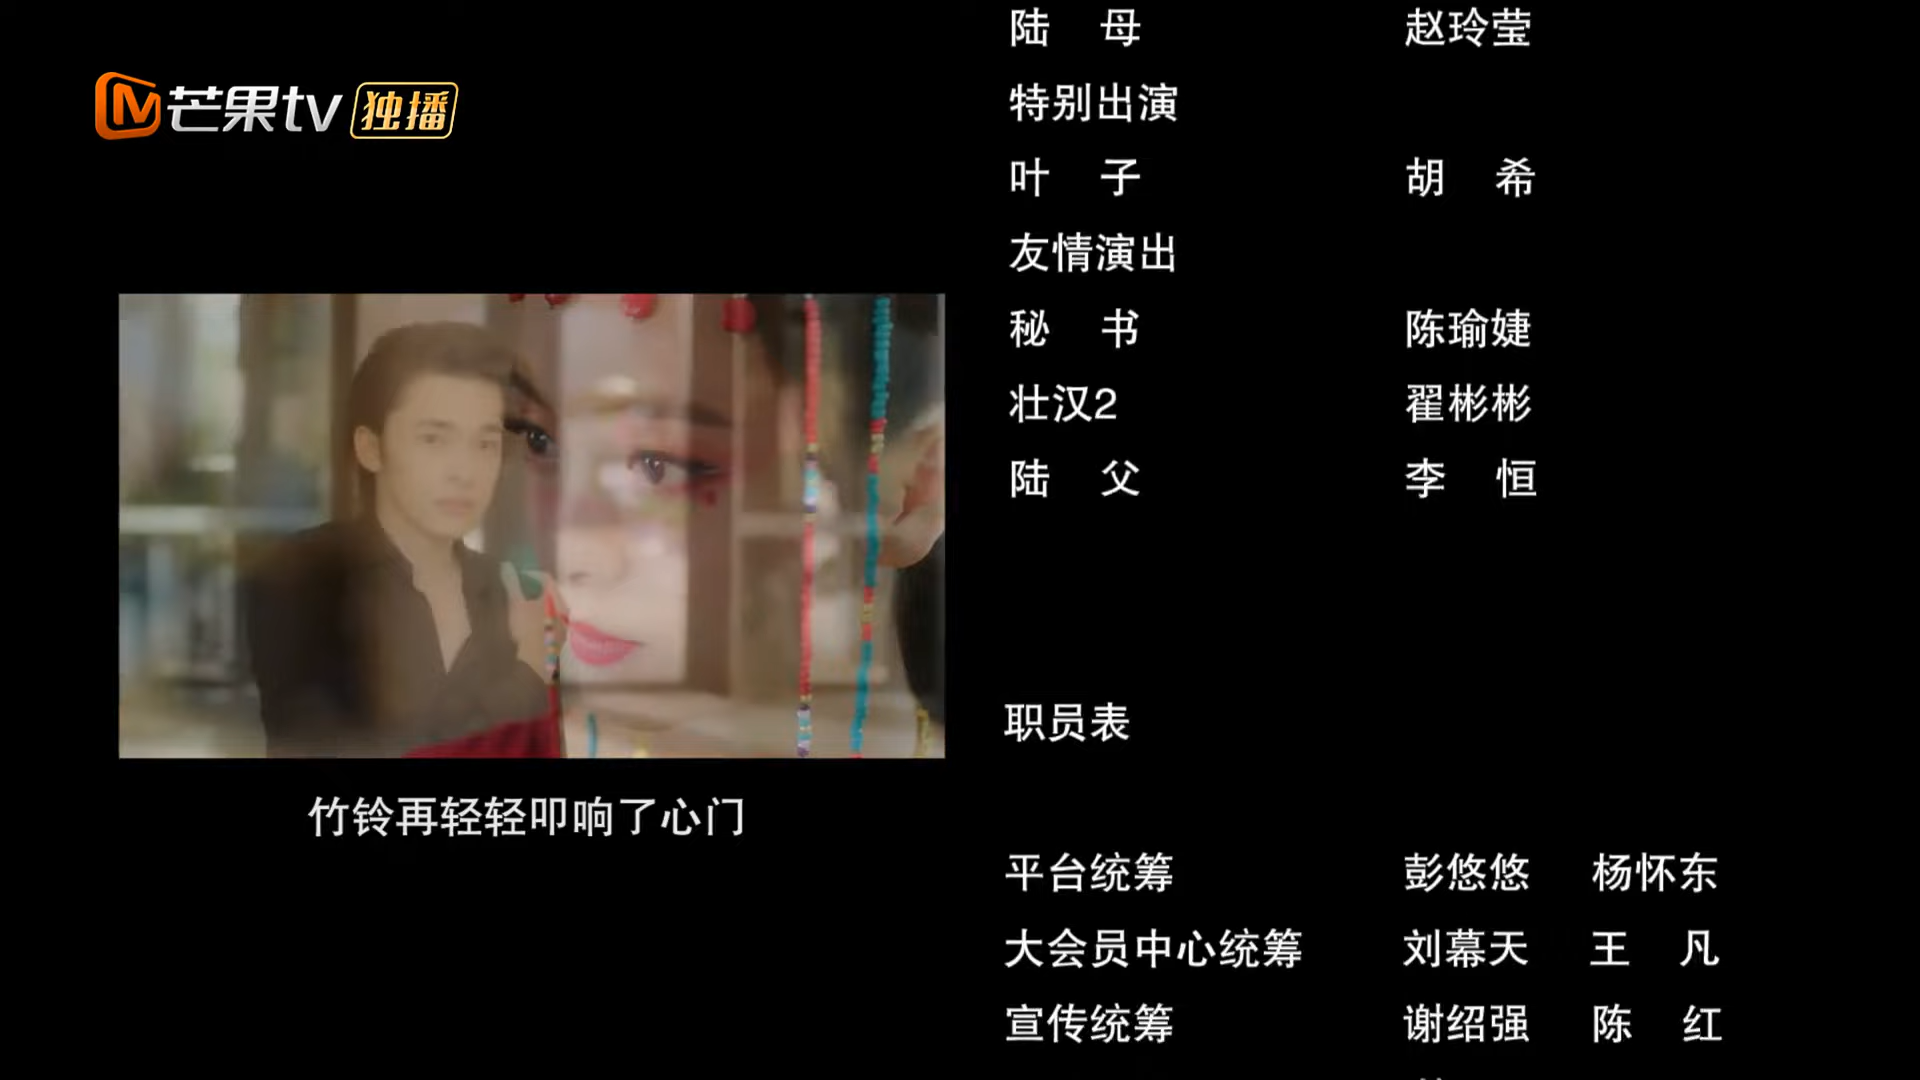 芒果tv 独播
竹铃再轻轻叩响了心门
陆 母 赵玲莹
特别出演
叶 子 胡 希
友情演出
秘 书 陈瑜婕
壮汉2 翟彬彬
陆 父 李 恒
职员表
平台统筹 彭悠悠 杨怀东
大会员中心统筹 刘幕天 王 凡
宣传统筹 谢绍强 陈 红